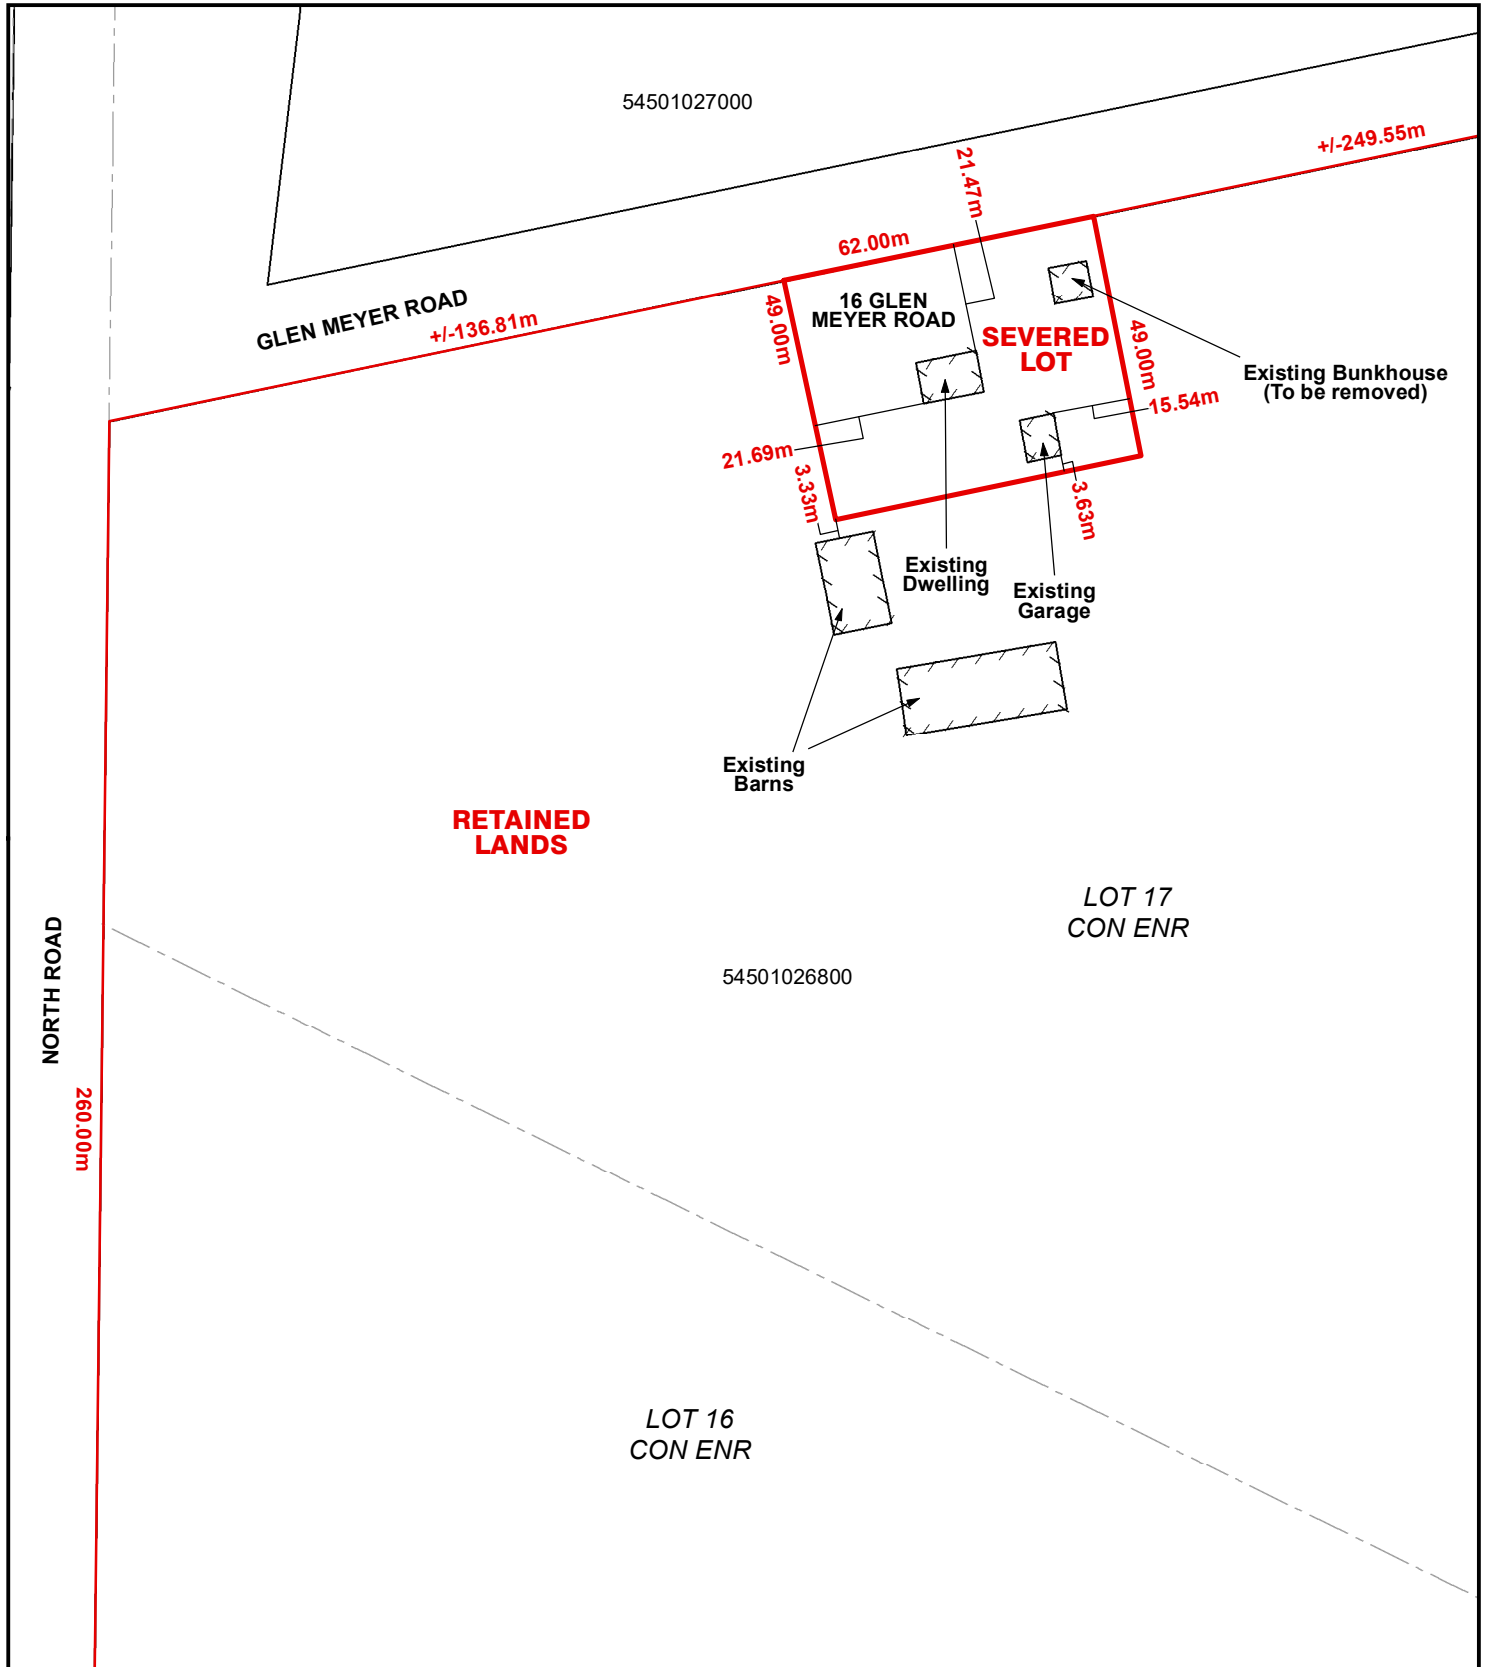 54501027000
+/-249.55m
21.47m
62.00m
GLEN MEYER ROAD
+/-136.81m
49.00m
16 GLEN
MEYER ROAD
SEVERED
LOT
49.00m
Existing Bunkhouse
(To be removed)
15.54m
21.69m
3.33m
3.63m
Existing
Dwelling
Existing
Garage
Existing
Barns
RETAINED
LANDS
LOT 17
CON ENR
54501026800
NORTH ROAD
260.00m
LOT 16
CON ENR